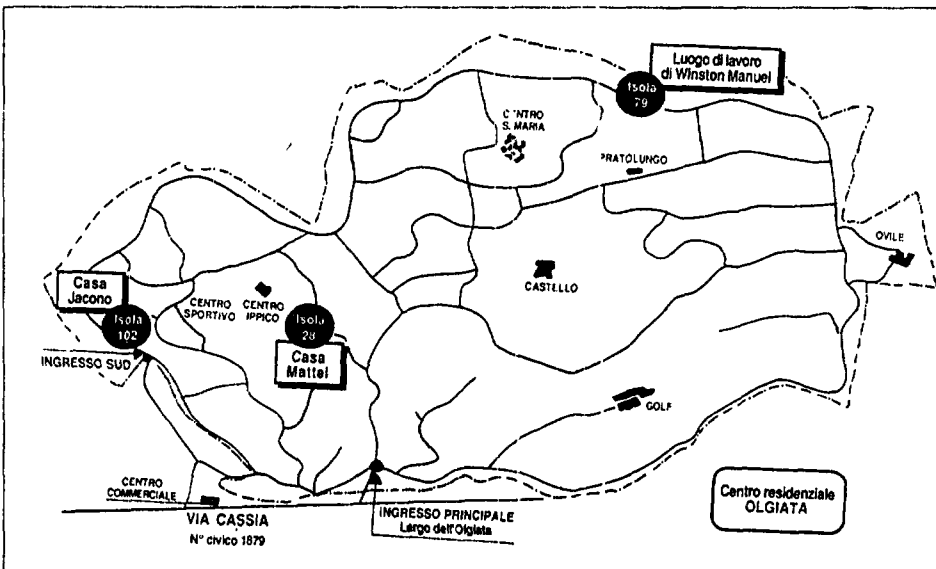 Luogo di lavoro
di Winston Manuel
Isola
79
CENTRO
S. MARIA
PRATOLUNGO
OVILE
Casa
Jacono
Isola
102
CENTRO
SPORTIVO
CENTRO
IPPICO
CASTELLO
Isola
28
Casa
Mattei
INGRESSO SUD
GOLF
CENTRO
COMMERCIALE
VIA CASSIA
N° civico 1879
INGRESSO PRINCIPALE
Largo dell'Olgiata
Centro residenziale
OLGIATA